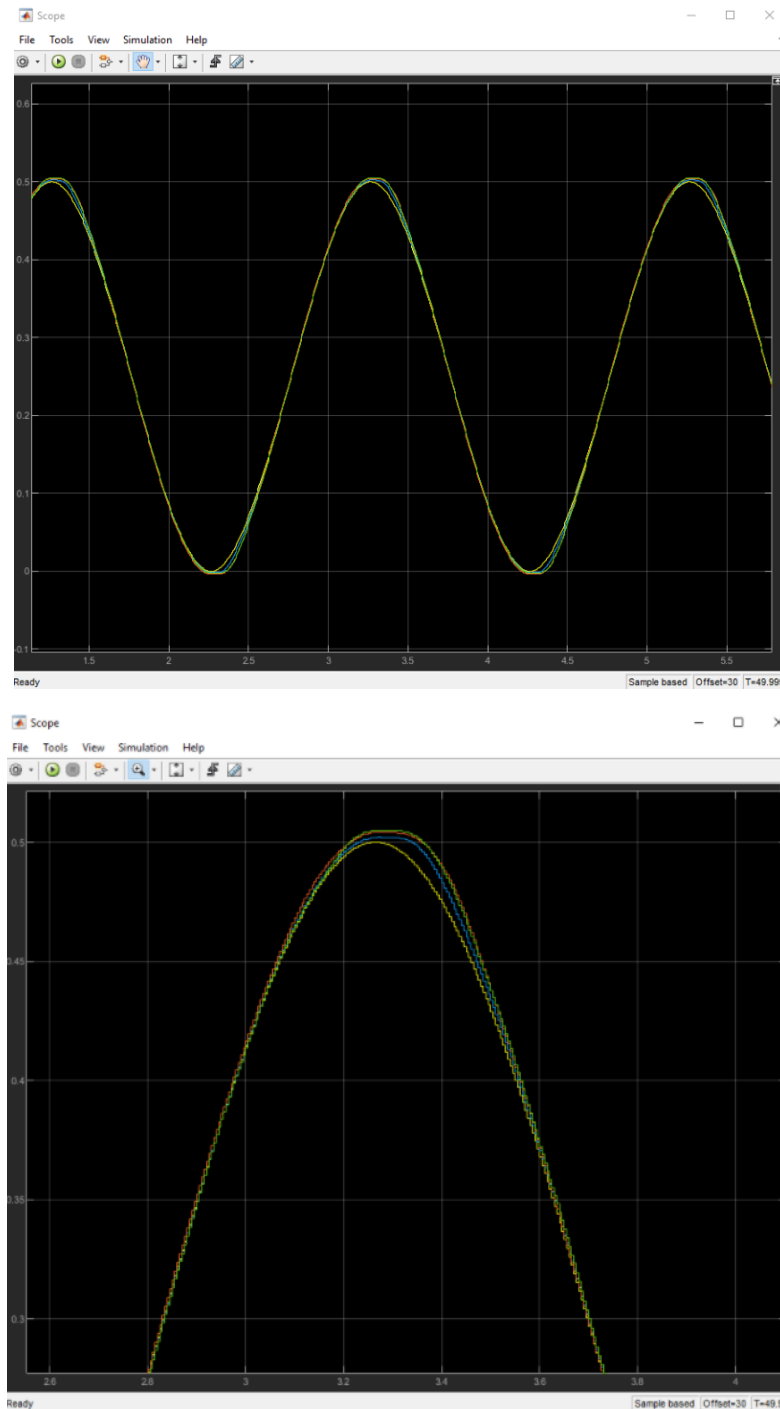 Scope
File Tools View Simulation Help
0.6
0.5
0.4
0.3
0.2
0.1
0
-0.1
1.5 2 2.5 3 3.5 4 4.5 5 5.5
Ready Sample based Offset=30
Scope
File Tools View Simulation Help
0.5
0.45
0.4
0.35
0.3
2.6 2.8 3 3.2 3.4 3.6 3.8 4
Ready Sample based Offset=30